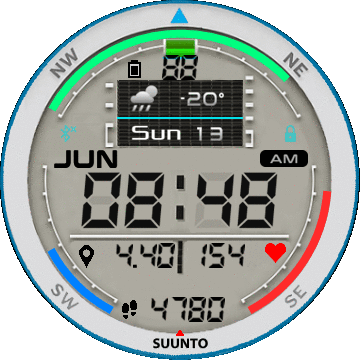 NW
NE
88
-20°
Sun 13
JUN
AM
08:48
4.40 154
SW
SE
4780
SUUNTO